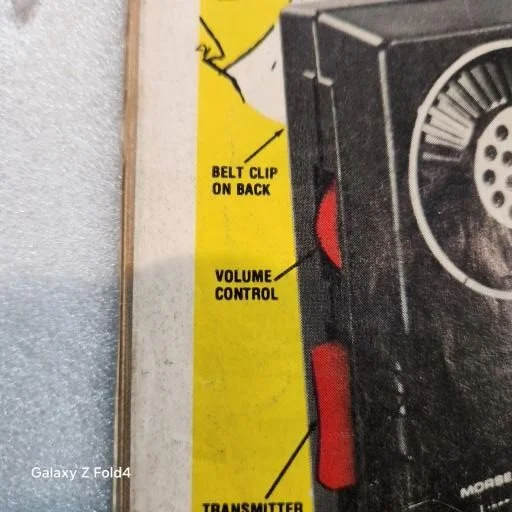 BELT CLIP
ON BACK
VOLUME
CONTROL
TRANSMITTER
MORSE
Galaxy Z Fold4